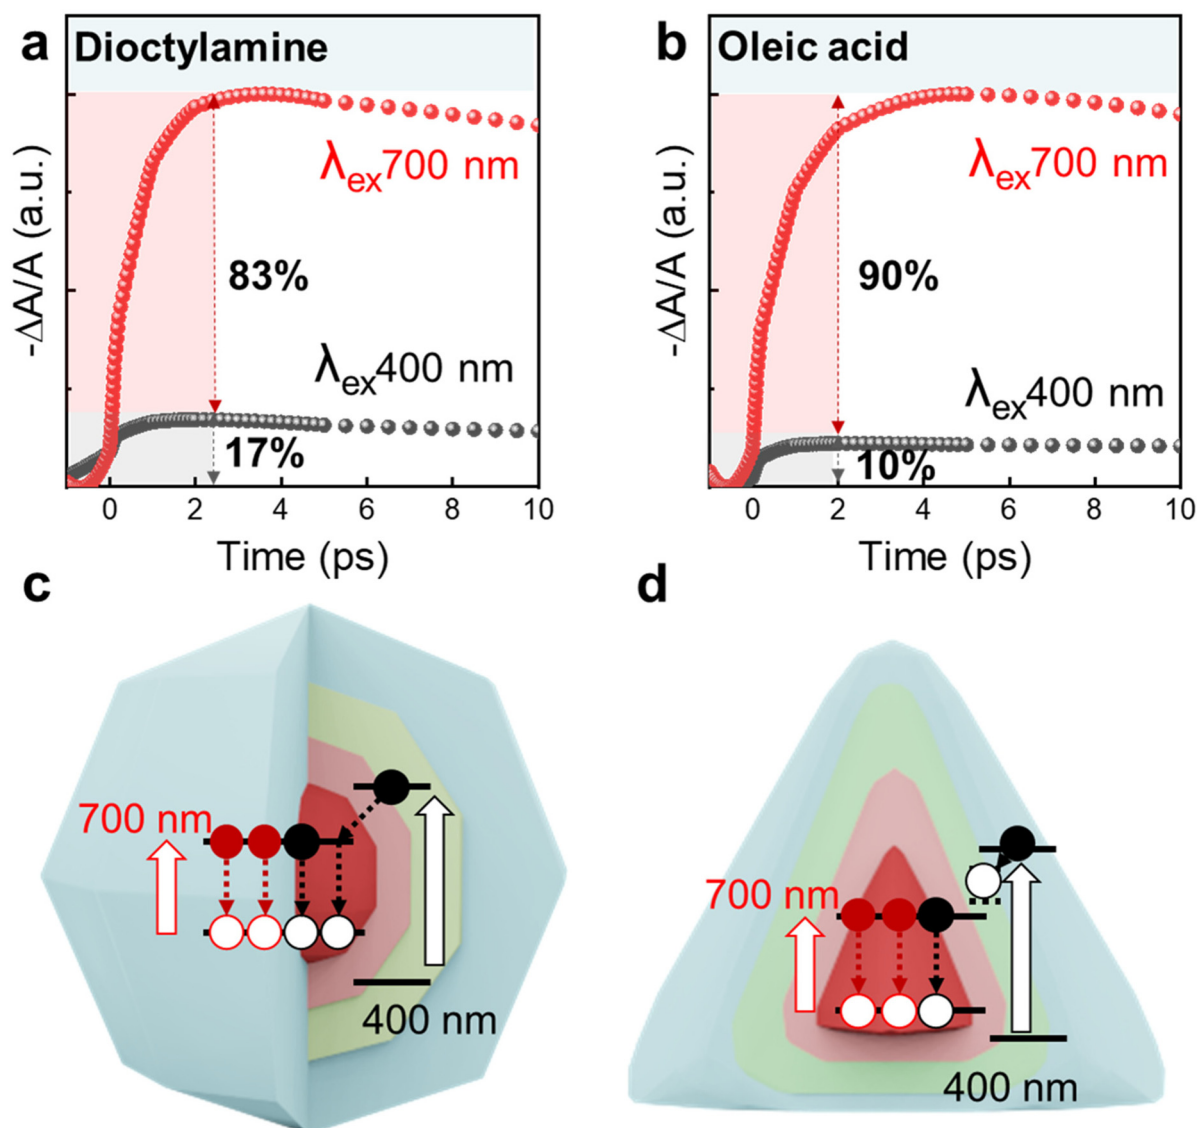 a Dioctylamine
-ΔA/A (a.u.)
λex700 nm
83%
λex400 nm
17%
0 2 4 6 8 10
Time (ps)
b Oleic acid
-ΔA/A (a.u.)
λex700 nm
90%
λex400 nm
10%
0 2 4 6 8 10
Time (ps)
c
700 nm
400 nm
d
700 nm
400 nm